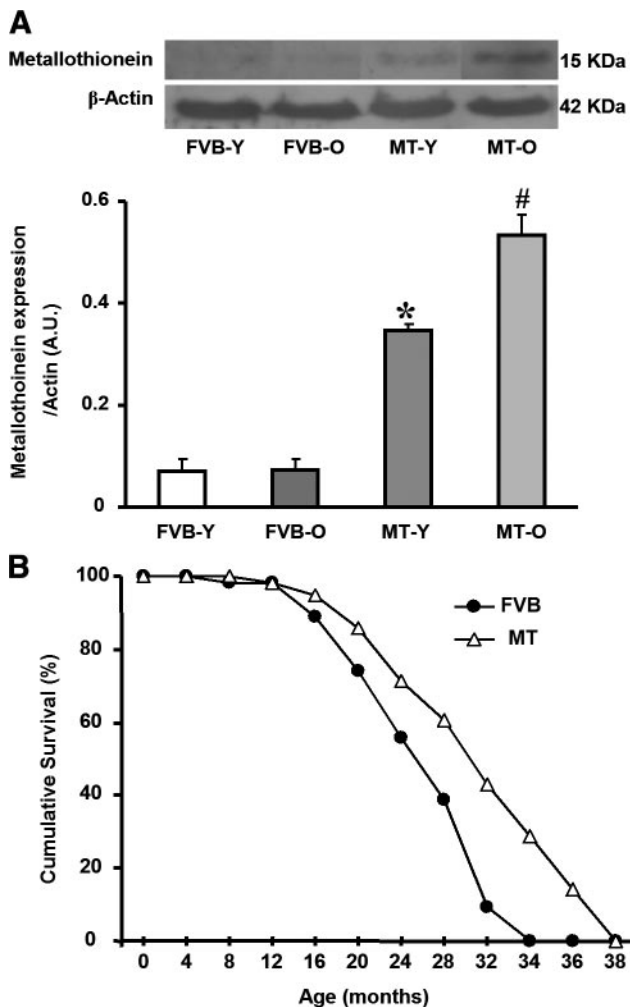 A
Metallothionein
15 KDa
β-Actin
42 KDa
FVB-Y FVB-O MT-Y MT-O
Metallothoinein expression
/Actin (A.U.)
0.6
0.4
0.2
0
*
#
FVB-Y FVB-O MT-Y MT-O
B
Cumulative Survival (%)
100
80
60
40
20
0
FVB
MT
0 4 8 12 16 20 24 28 32 34 36 38
Age (months)